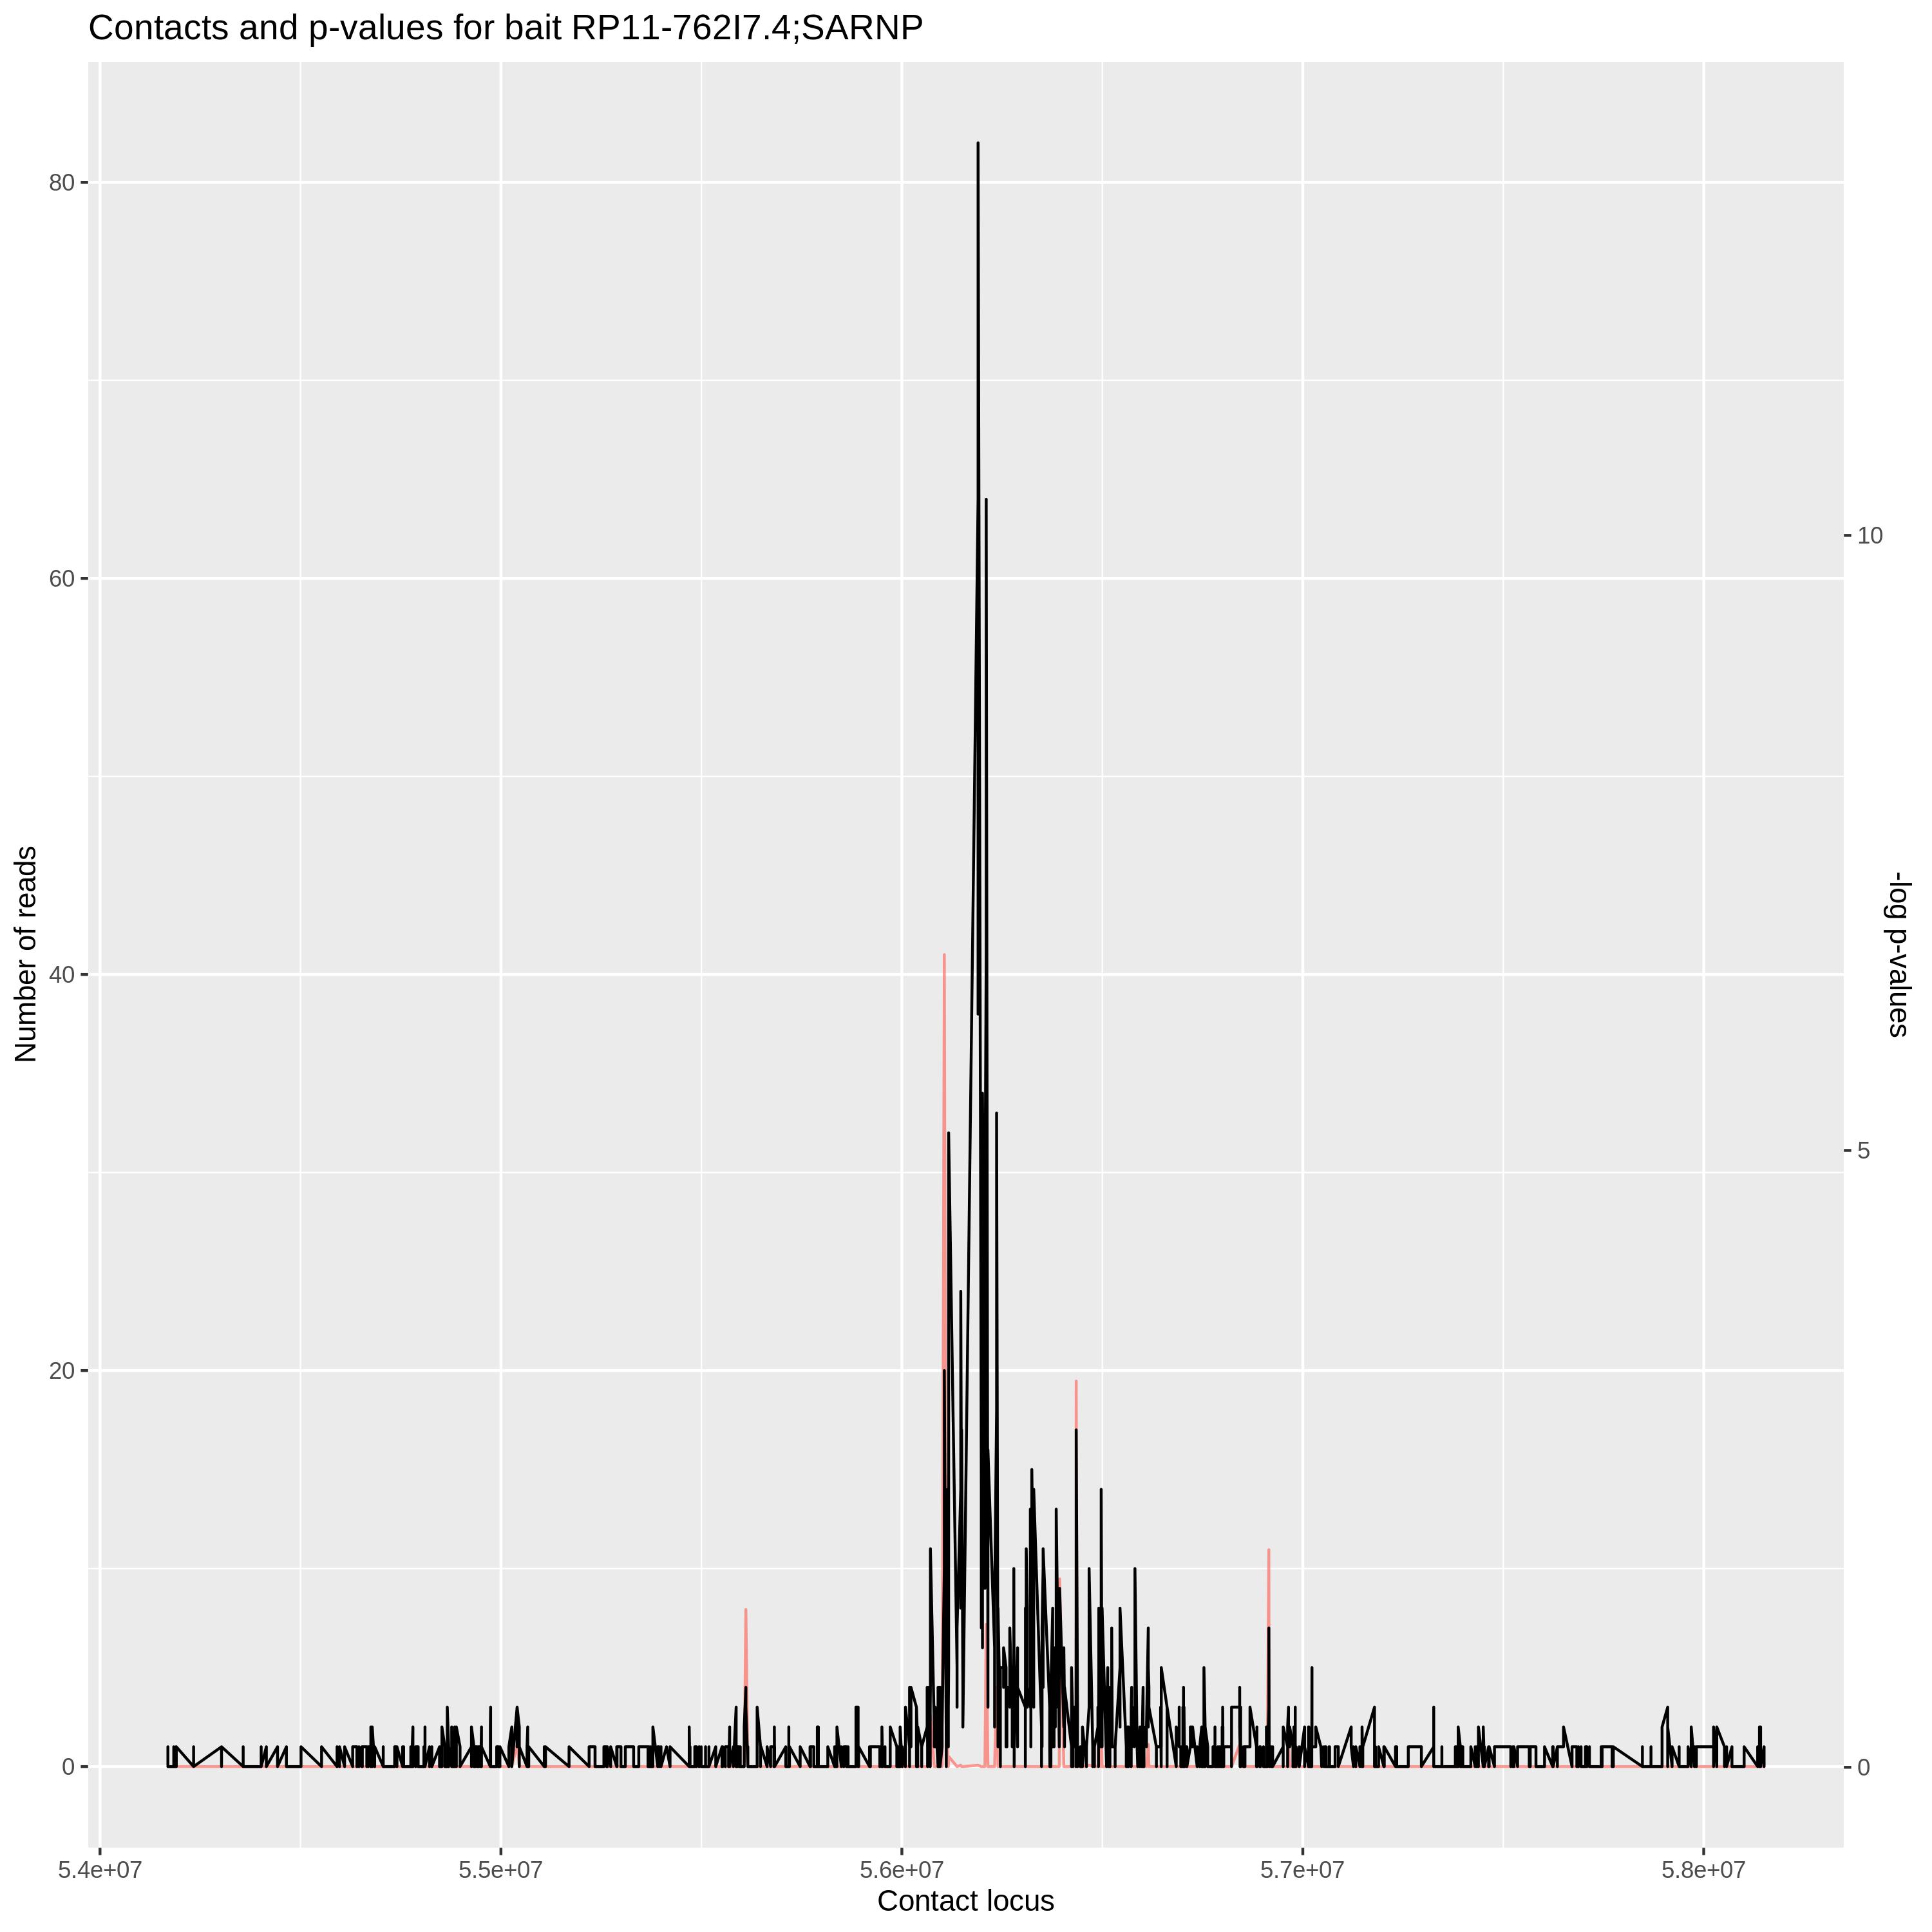 Contacts and p-values for bait RP11-762I7.4;SARNP
80
60
40
20
0
Number of reads
10
5
0
-log p-values
5.4e+07
5.5e+07
5.6e+07
5.7e+07
5.8e+07
Contact locus